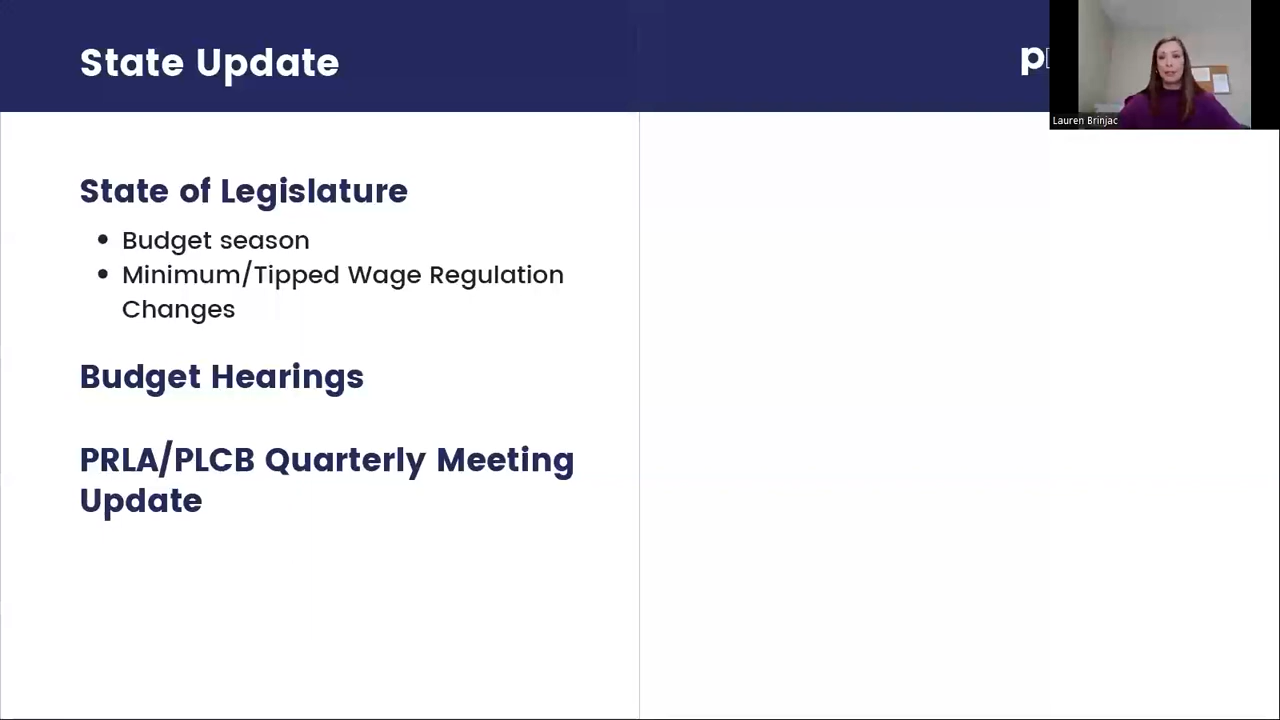 State Update
p
Lauren Brinjac
State of Legislature
• Budget season
• Minimum/Tipped Wage Regulation
Changes
Budget Hearings
PRLA/PLCB Quarterly Meeting
Update